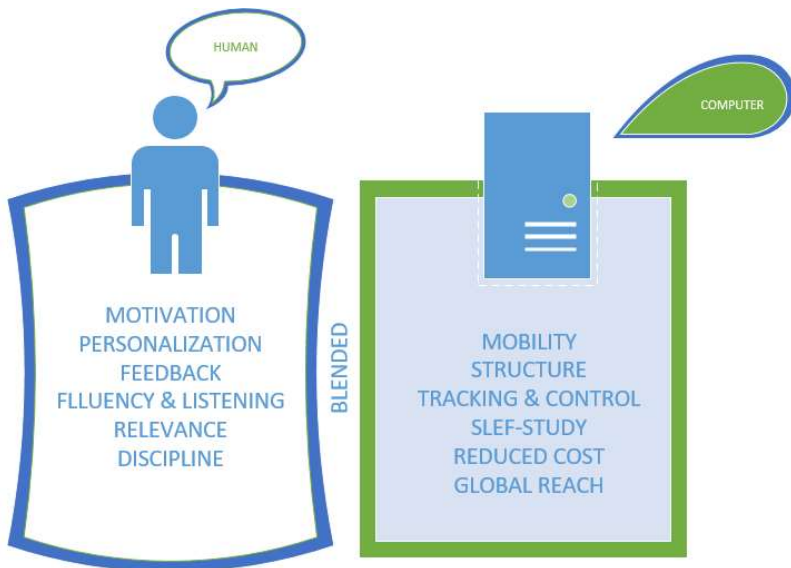 HUMAN
COMPUTER
MOTIVATION
PERSONALIZATION
FEEDBACK
FLLUENCY & LISTENING
RELEVANCE
DISCIPLINE
BLENDED
MOBILITY
STRUCTURE
TRACKING & CONTROL
SLEF-STUDY
REDUCED COST
GLOBAL REACH